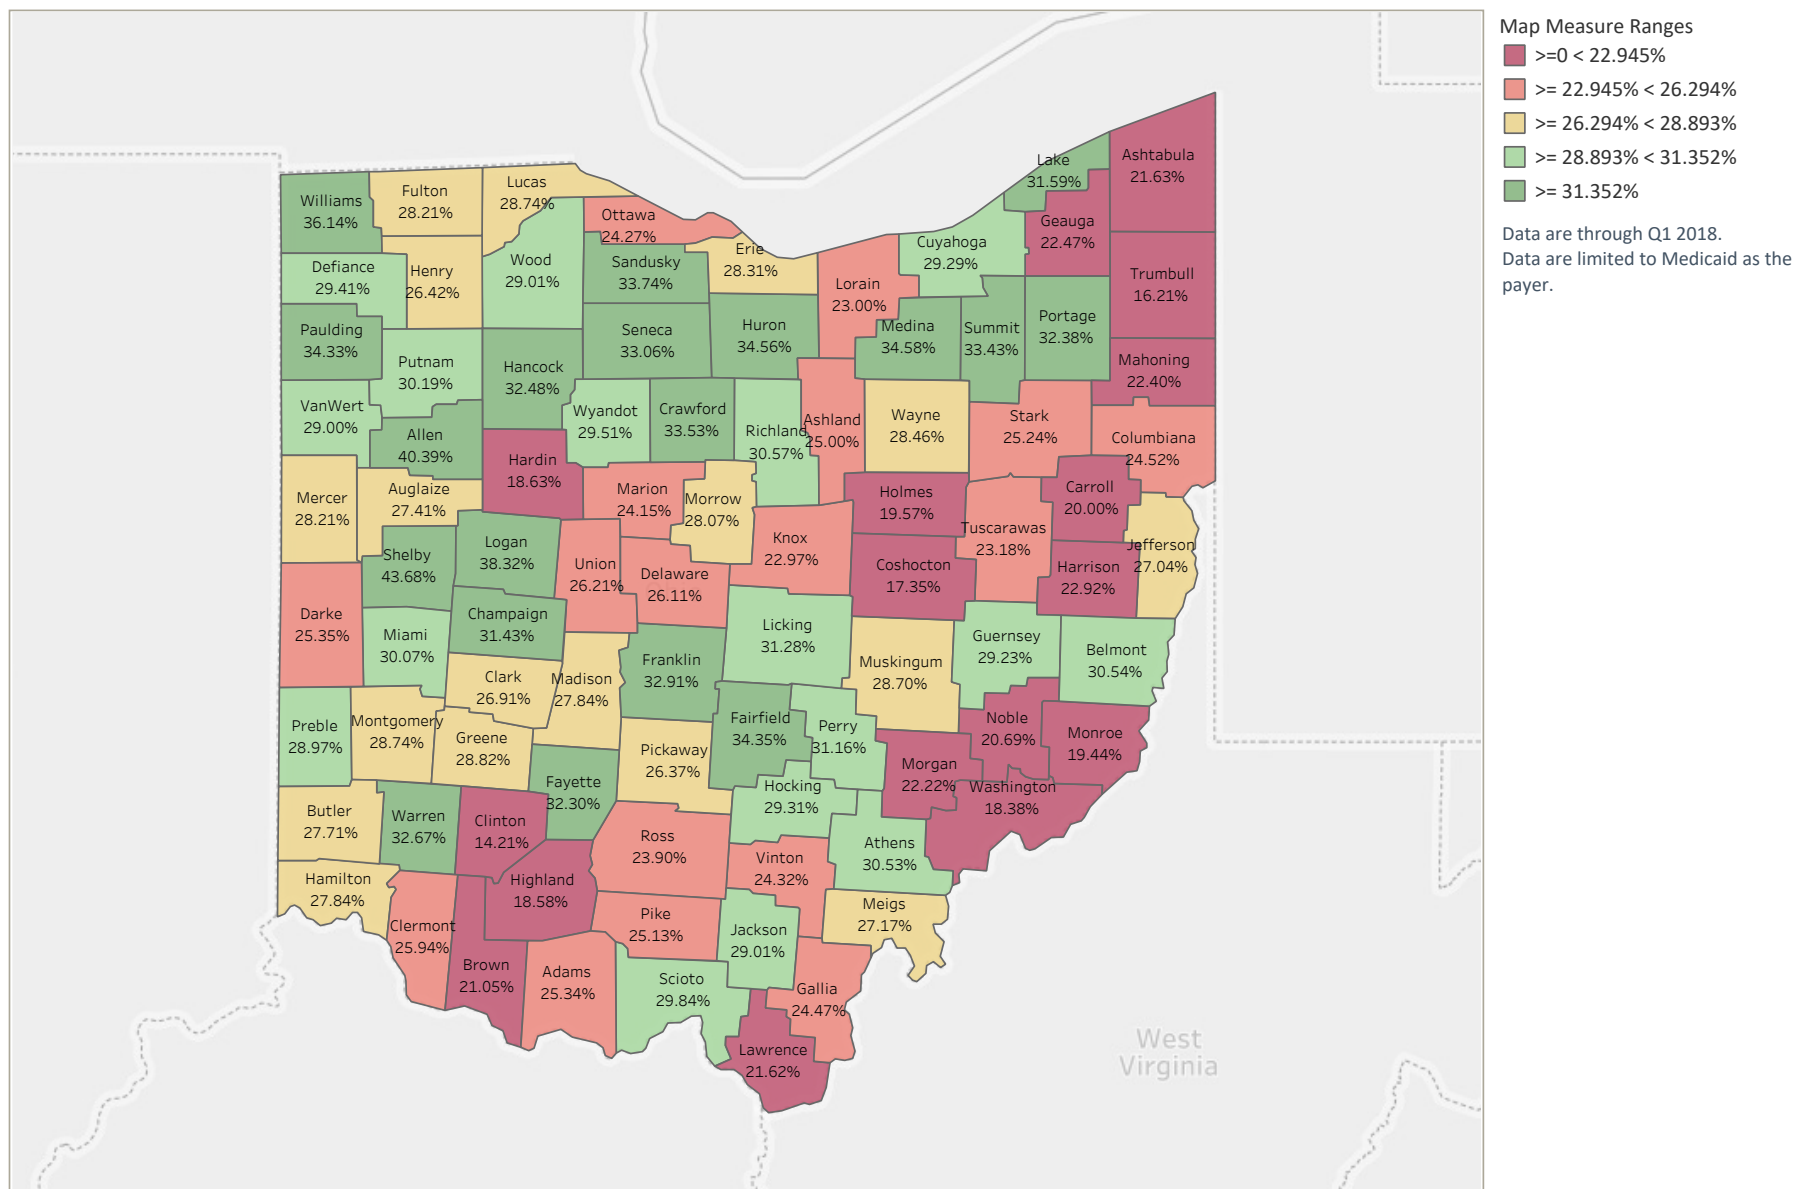 Map Measure Ranges
>=0 < 22.945%
>= 22.945% < 26.294%
>= 26.294% < 28.893%
>= 28.893% < 31.352%
>= 31.352%
Data are through Q1 2018.
Data are limited to Medicaid as the
payer.
Lake
31.59%
Ashtabula
21.63%
Williams
36.14%
Fulton
28.21%
Lucas
28.74%
Ottawa
24.27%
Geauga
22.47%
Cuyahoga
29.29%
Erie
28.31%
Defiance
29.41%
Henry
26.42%
Wood
29.01%
Sandusky
33.74%
Lorain
23.00%
Trumbull
16.21%
Paulding
34.33%
Seneca
33.06%
Huron
34.56%
Medina
34.58%
Summit
33.43%
Portage
32.38%
Putnam
30.19%
Hancock
32.48%
Mahoning
22.40%
VanWert
29.00%
Allen
40.39%
Wyandot
29.51%
Crawford
33.53%
Richland
30.57%
Ashland
25.00%
Wayne
28.46%
Stark
25.24%
Columbiana
24.52%
Hardin
18.63%
Mercer
28.21%
Auglaize
27.41%
Marion
24.15%
Morrow
28.07%
Holmes
19.57%
Carroll
20.00%
Shelby
43.68%
Logan
38.32%
Union
26.21%
Delaware
26.11%
Knox
22.97%
Coshocton
17.35%
Tuscarawas
23.18%
Harrison
22.92%
Jefferson
27.04%
Darke
25.35%
Miami
30.07%
Champaign
31.43%
Licking
31.28%
Guernsey
29.23%
Belmont
30.54%
Clark
26.91%
Madison
27.84%
Franklin
32.91%
Muskingum
28.70%
Preble
28.97%
Montgomery
28.74%
Greene
28.82%
Pickaway
26.37%
Fairfield
34.35%
Perry
31.16%
Noble
20.69%
Monroe
19.44%
Morgan
22.22%
Washington
18.38%
Fayette
32.30%
Hocking
29.31%
Butler
27.71%
Warren
32.67%
Clinton
14.21%
Ross
23.90%
Vinton
24.32%
Athens
30.53%
Hamilton
27.84%
Highland
18.58%
Clermont
25.94%
Pike
25.13%
Jackson
29.01%
Meigs
27.17%
Brown
21.05%
Adams
25.34%
Scioto
29.84%
Gallia
24.47%
Lawrence
21.62%
West
Virginia